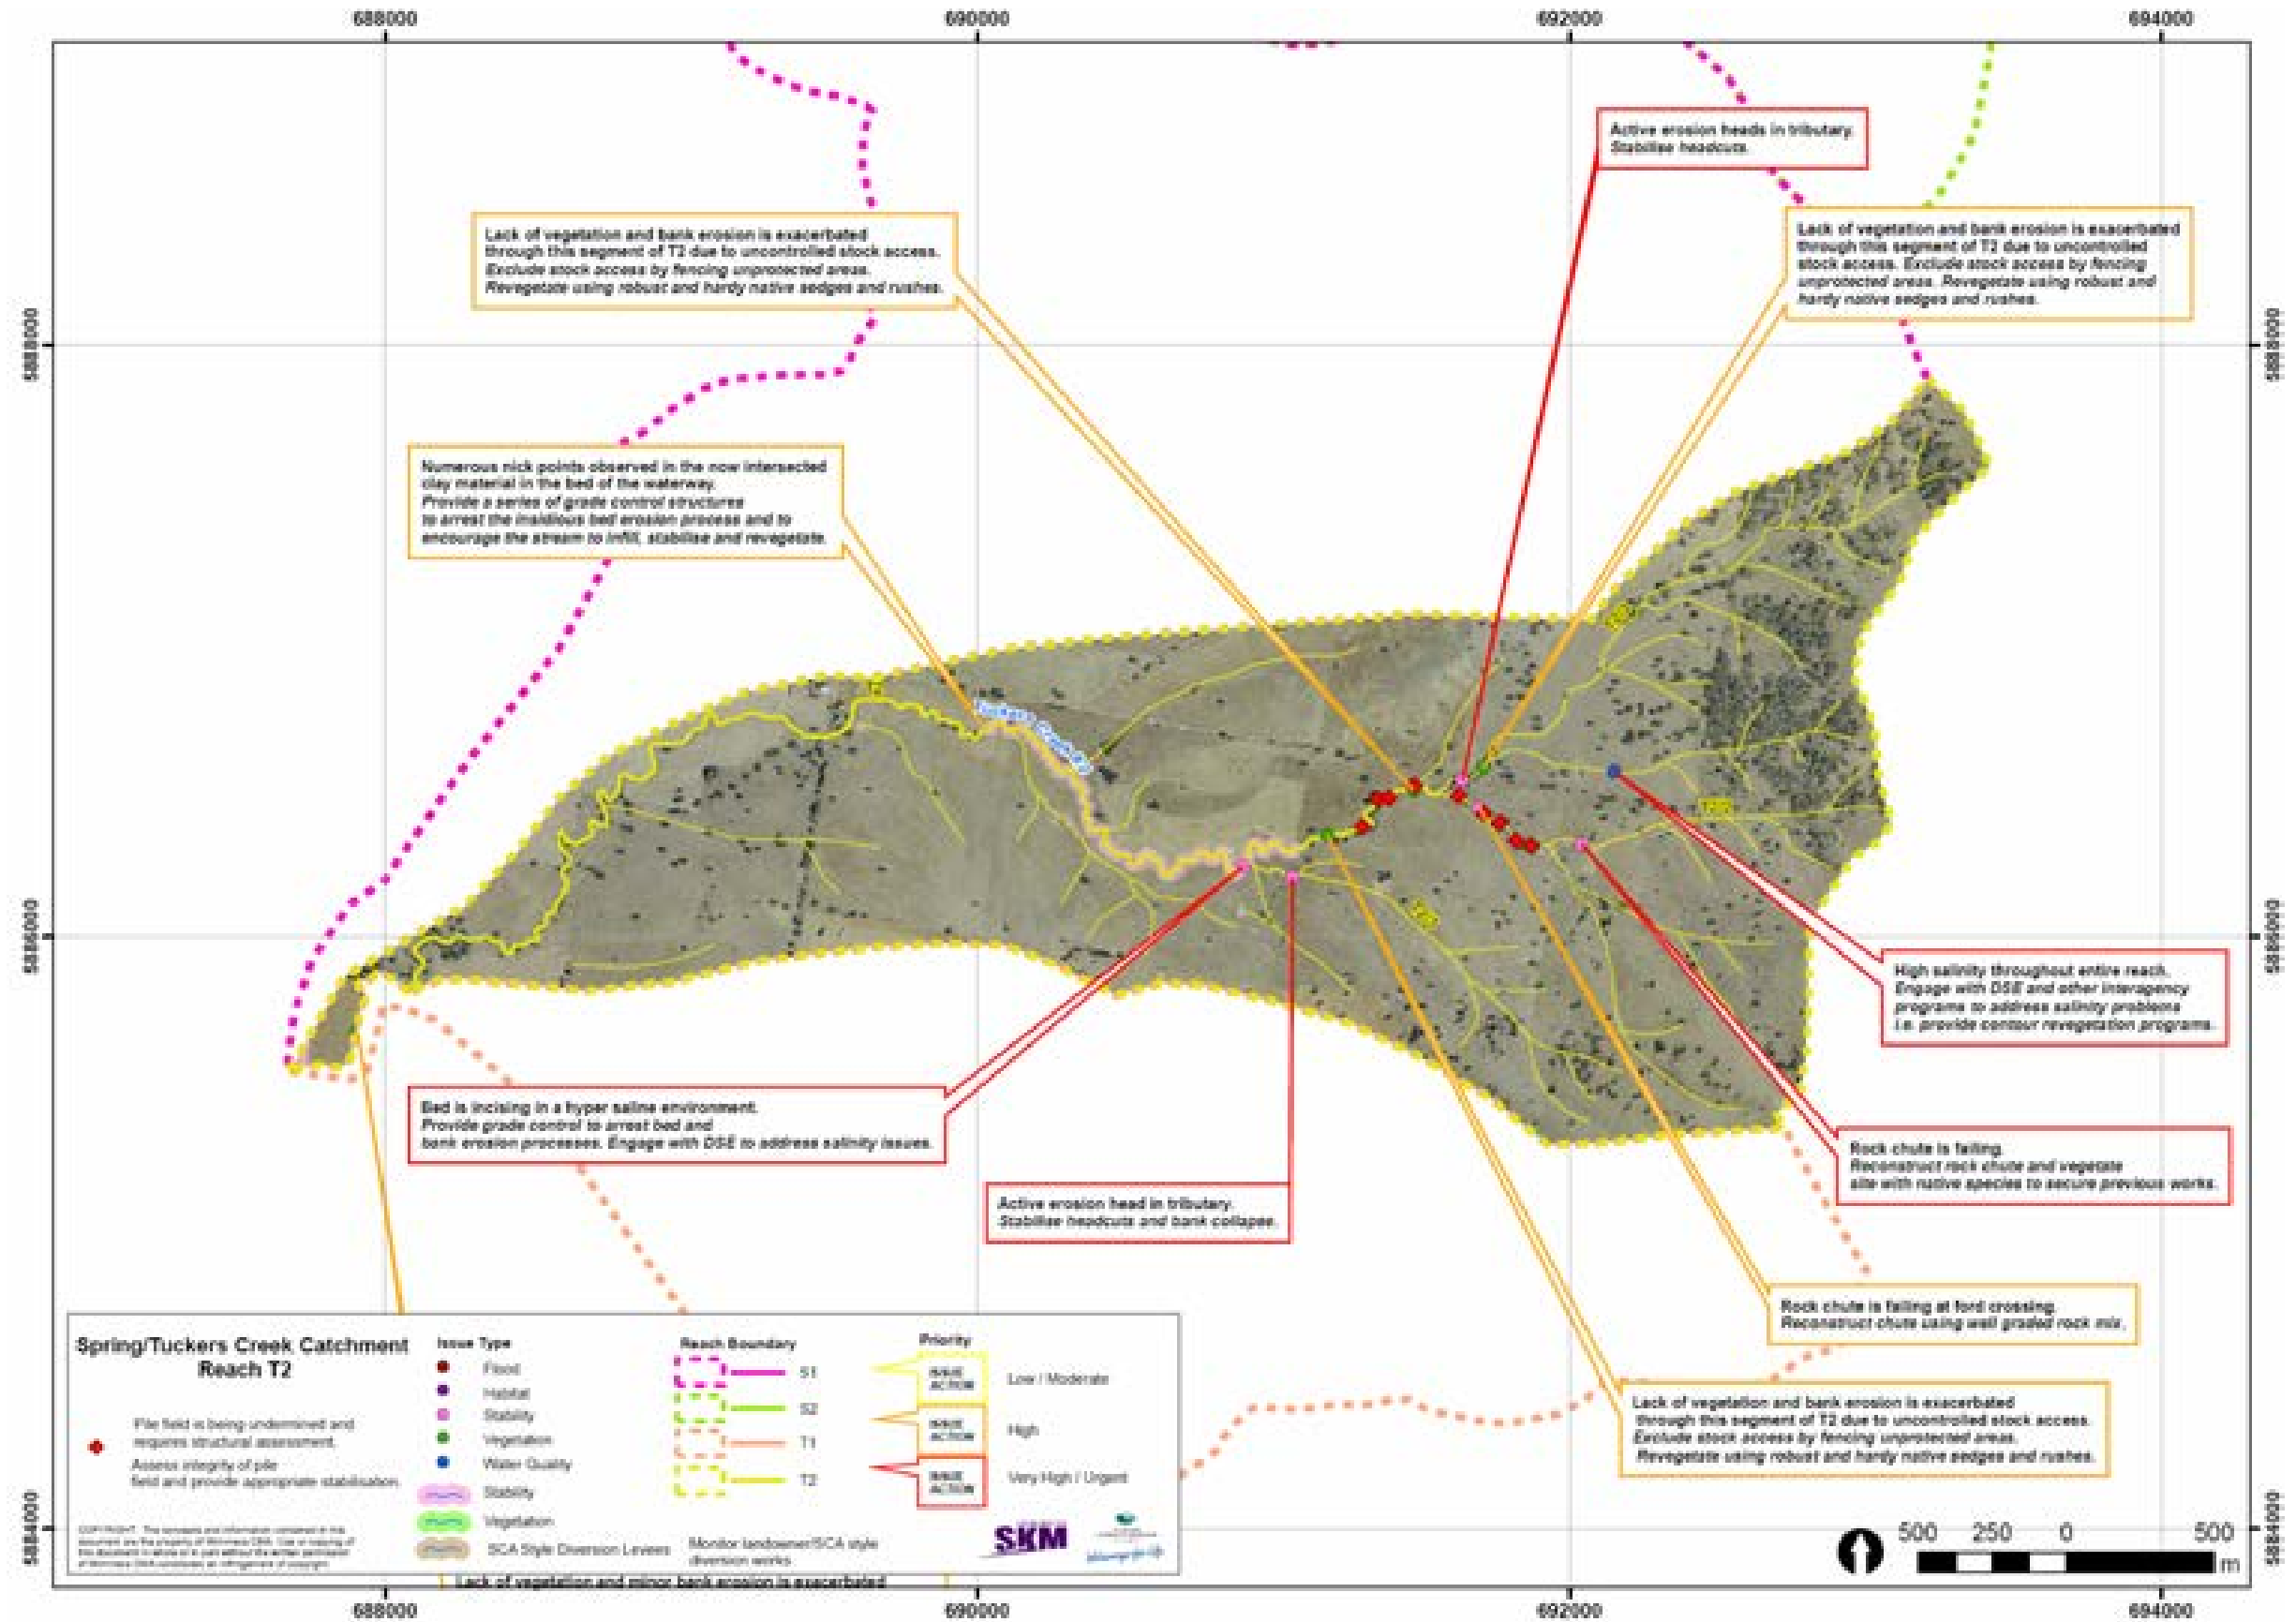 688000
690000
692000
694000
Active erosion heads in tributary.
Stabilise headcuts.
Lack of vegetation and bank erosion is exacerbated
through this segment of T2 due to uncontrolled stock access.
Exclude stock access by fencing unprotected areas.
Revegetate using robust and hardy native sedges and rushes.
Lack of vegetation and bank erosion is exacerbated
through this segment of T2 due to uncontrolled
stock access. Exclude stock access by fencing
unprotected areas. Revegetate using robust and
hardy native sedges and rushes.
5888000
5888000
Numerous nick points observed in the now intersected
clay material in the bed of the waterway.
Provide a series of grade control structures
to arrest the insidious bed erosion process and to
encourage the stream to infill, stabilise and revegetate.
Tuckers Creek
5886000
5886000
High salinity throughout entire reach.
Engage with DSE and other interagency
programs to address salinity problems
i.e. provide contour revegetation programs.
Bed is incising in a hyper saline environment.
Provide grade control to arrest bed and
bank erosion processes. Engage with DSE to address salinity issues.
Rock chute is failing.
Reconstruct rock chute and vegetate
site with native species to secure previous works.
Active erosion head in tributary.
Stabilise headcuts and bank collapse.
Rock chute is failing at ford crossing.
Reconstruct chute using well graded rock mix.
Lack of vegetation and bank erosion is exacerbated
through this segment of T2 due to uncontrolled stock access.
Exclude stock access by fencing unprotected areas.
Revegetate using robust and hardy native sedges and rushes.
Spring/Tuckers Creek Catchment
Reach T2
Pile field is being undermined and
requires structural assessment.
Assess integrity of pile
field and provide appropriate stabilisation.
Issue Type
Flood
Habitat
Stability
Vegetation
Water Quality
Stability
Vegetation
SCA Style Diversion Levees
Reach Boundary
S1
S2
T1
T2
Monitor landowner/SCA style
diversion works
Priority
ISSUE
ACTION
Low / Moderate
ISSUE
ACTION
High
ISSUE
ACTION
Very High / Urgent
SKM
Lack of vegetation and minor bank erosion is exacerbated
5884000
5884000
500 250 0 500
m
688000
690000
692000
694000